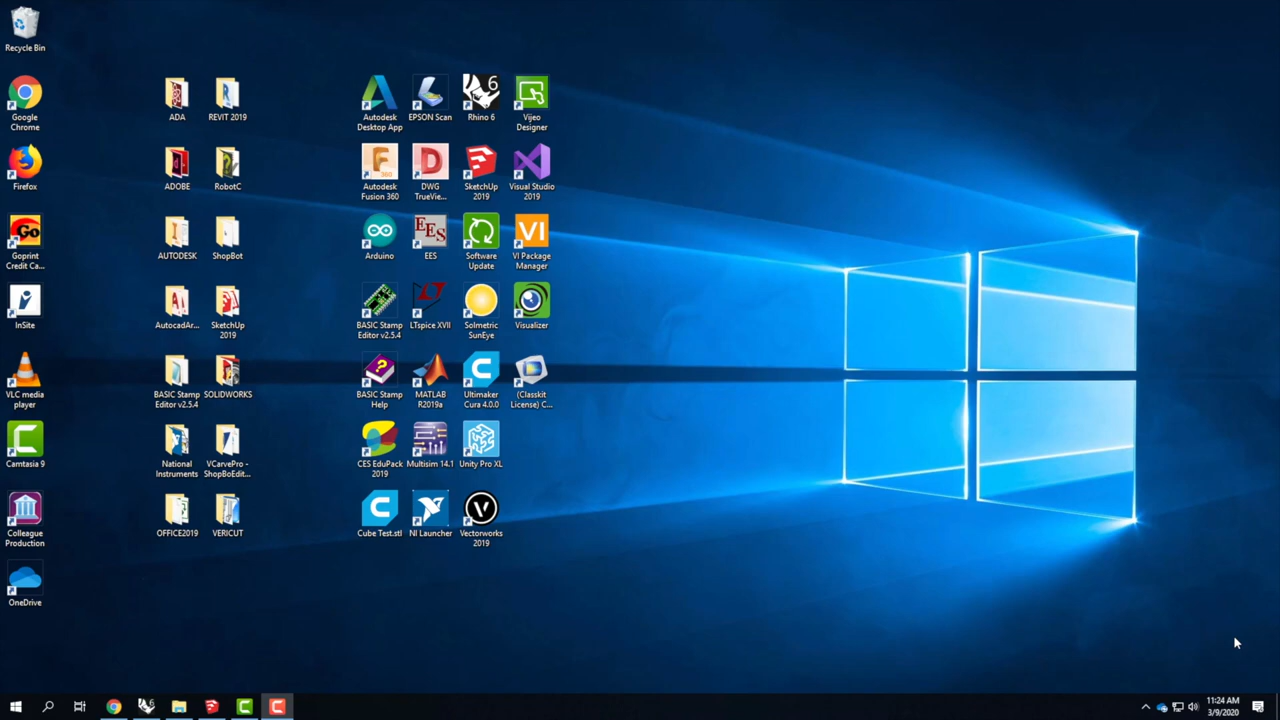 Recycle Bin
Google
Chrome
Firefox
Goprint
Credit Ca...
InSite
VLC media
player
Camtasia 9
Colleague
Production
OneDrive
ADA
REVIT 2019
ADOBE
RobotC
AUTODESK
ShopBot
AutocadAr...
SketchUp
2019
BASIC Stamp
Editor v2.5.4
SOLIDWORKS
National
Instruments
VCarvePro -
ShopBoEdit...
OFFICE2019
VERICUT
Autodesk
Desktop App
EPSON Scan
Rhino 6
Vijeo
Designer
Autodesk
Fusion 360
DWG
TrueVie...
SketchUp
2019
Visual Studio
2019
Arduino
EES
Software
Update
VI Package
Manager
BASIC Stamp
Editor v2.5.4
LTspice XVII
Solmetric
SunEye
Visualizer
BASIC Stamp
Help
MATLAB
R2019a
Ultimaker
Cura 4.0.0
(Classkit
License) C...
CES EduPack
2019
Multisim 14.1
Unity Pro XL
Cube Test.stl
NI Launcher
Vectorworks
2019
11:24 AM
3/9/2020